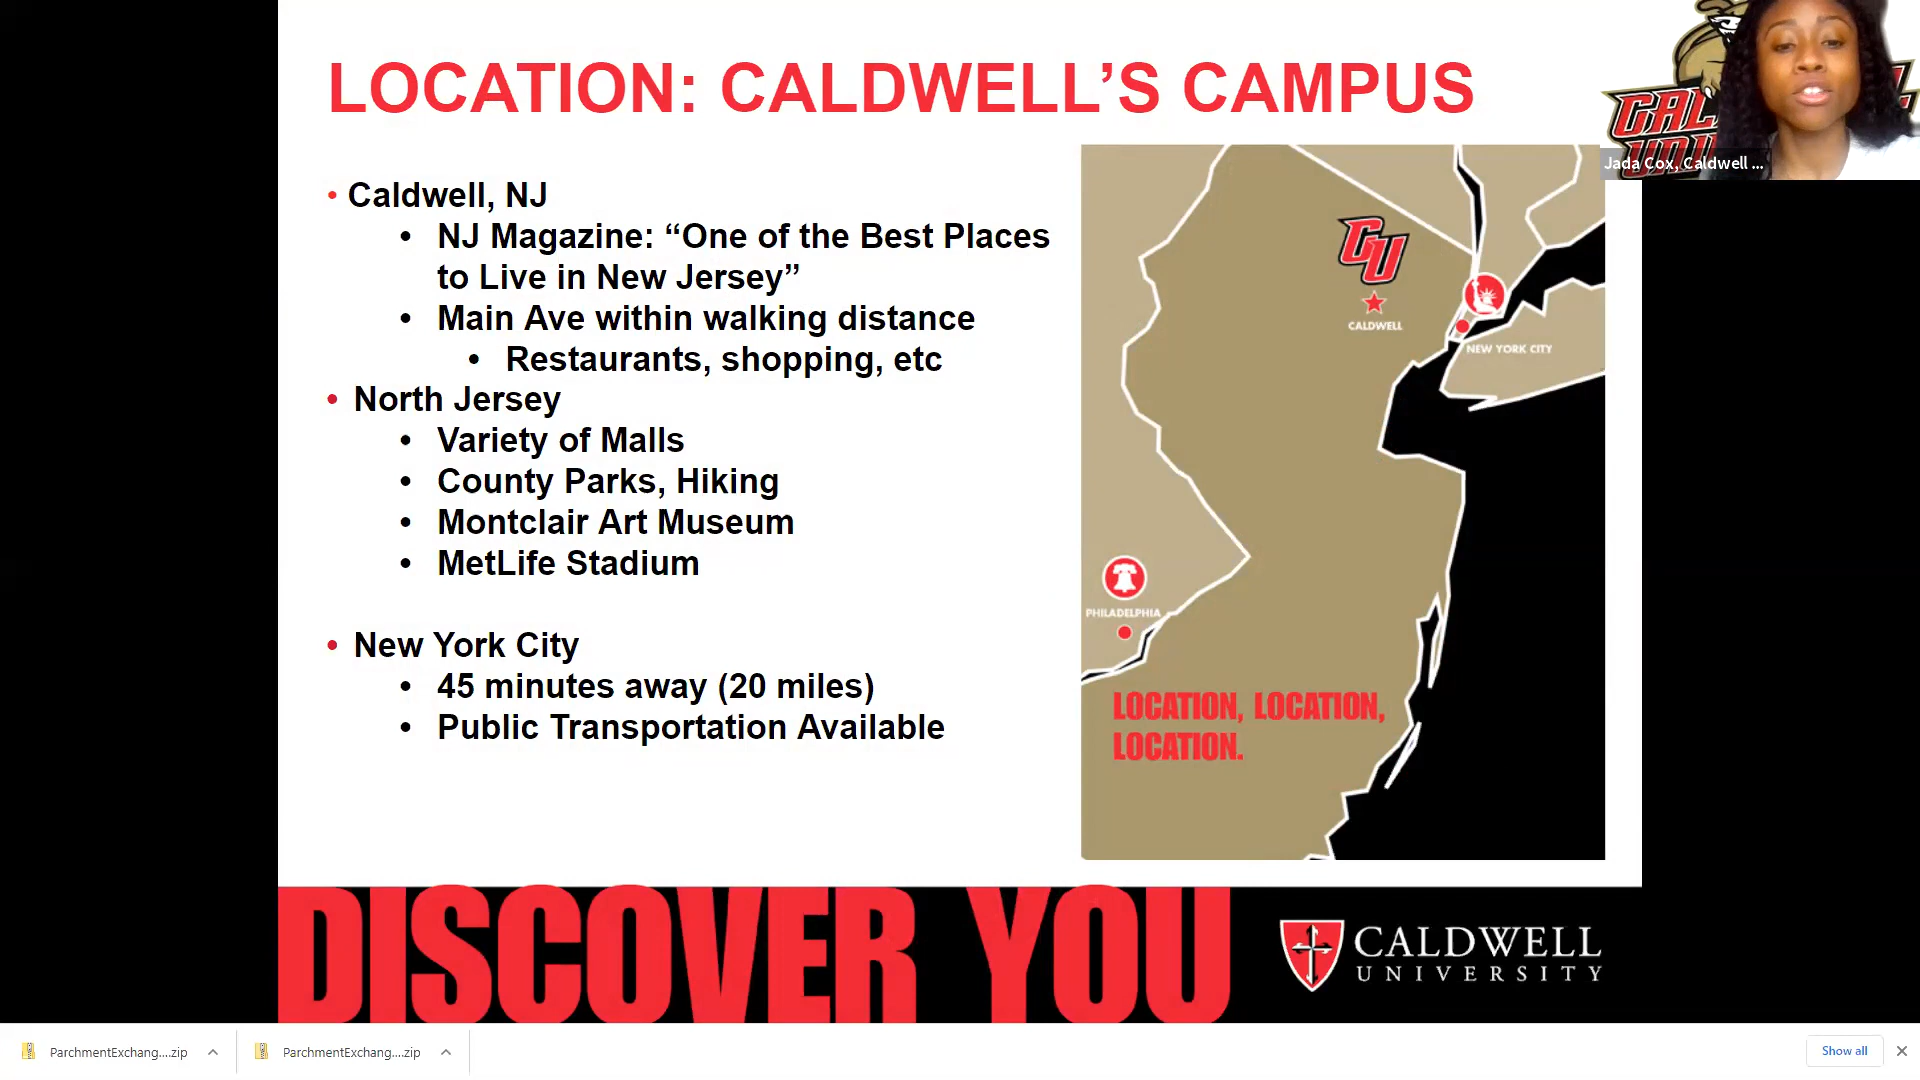 LOCATION: CALDWELL’S CAMPUS
Jada Cox, Caldwell ...
• Caldwell, NJ
• NJ Magazine: “One of the Best Places
to Live in New Jersey”
• Main Ave within walking distance
• Restaurants, shopping, etc
• North Jersey
• Variety of Malls
• County Parks, Hiking
• Montclair Art Museum
• MetLife Stadium
• New York City
• 45 minutes away (20 miles)
• Public Transportation Available
CU
CALDWELL
NEW YORK CITY
PHILADELPHIA
LOCATION, LOCATION,
LOCATION.
DISCOVER YOU
CALDWELL
UNIVERSITY
ParchmentExchang....zip
ParchmentExchang....zip
Show all